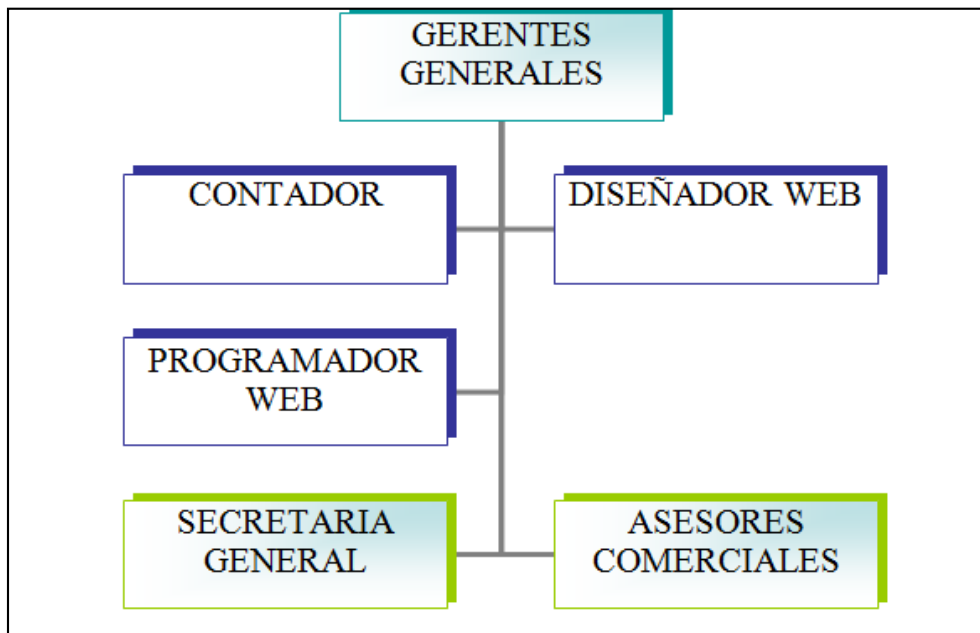 GERENTES
GENERALES
CONTADOR
DISEÑADOR WEB
PROGRAMADOR
WEB
SECRETARIA
GENERAL
ASESORES
COMERCIALES